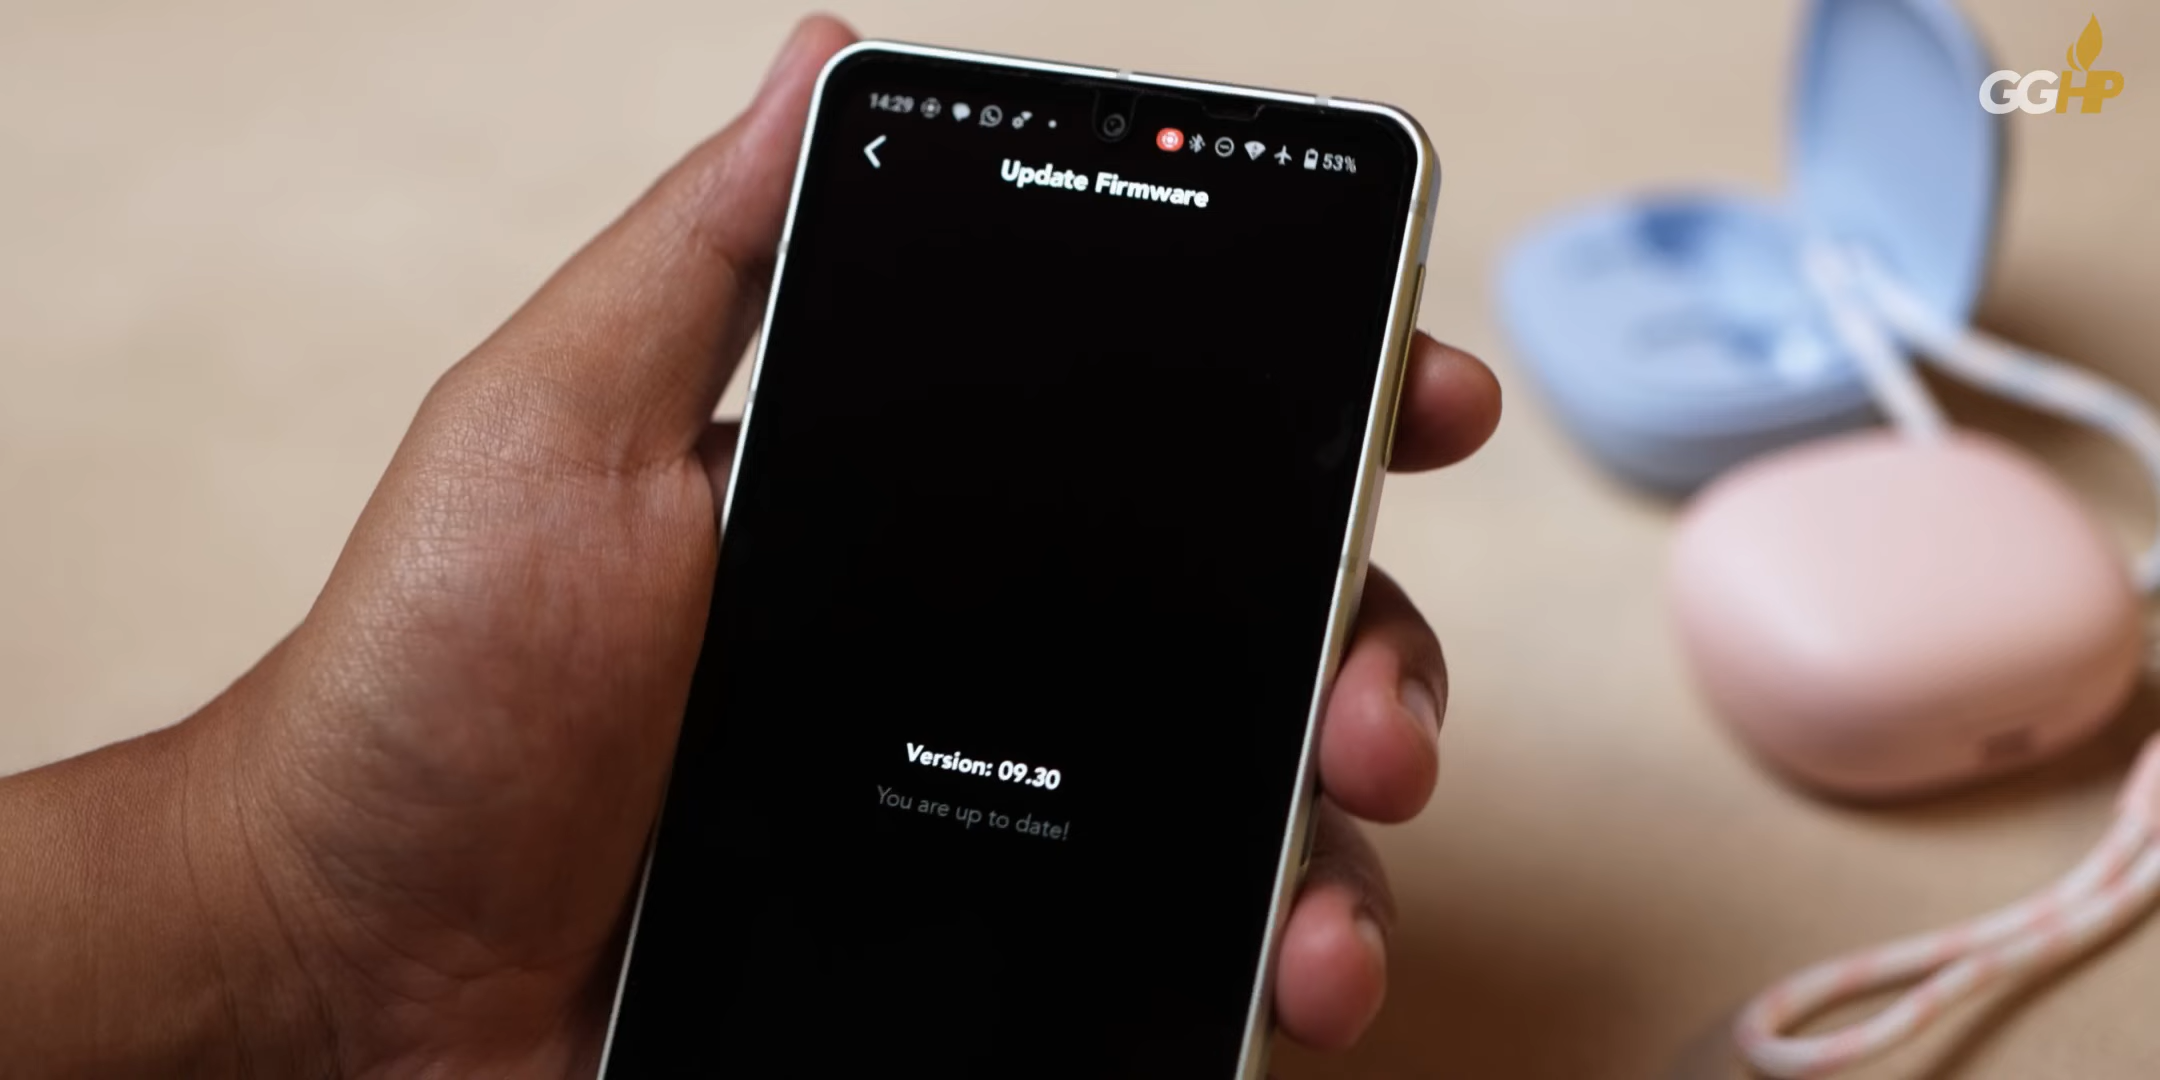 GGHP
14:29
53%
Update Firmware
Version: 09.30
You are up to date!